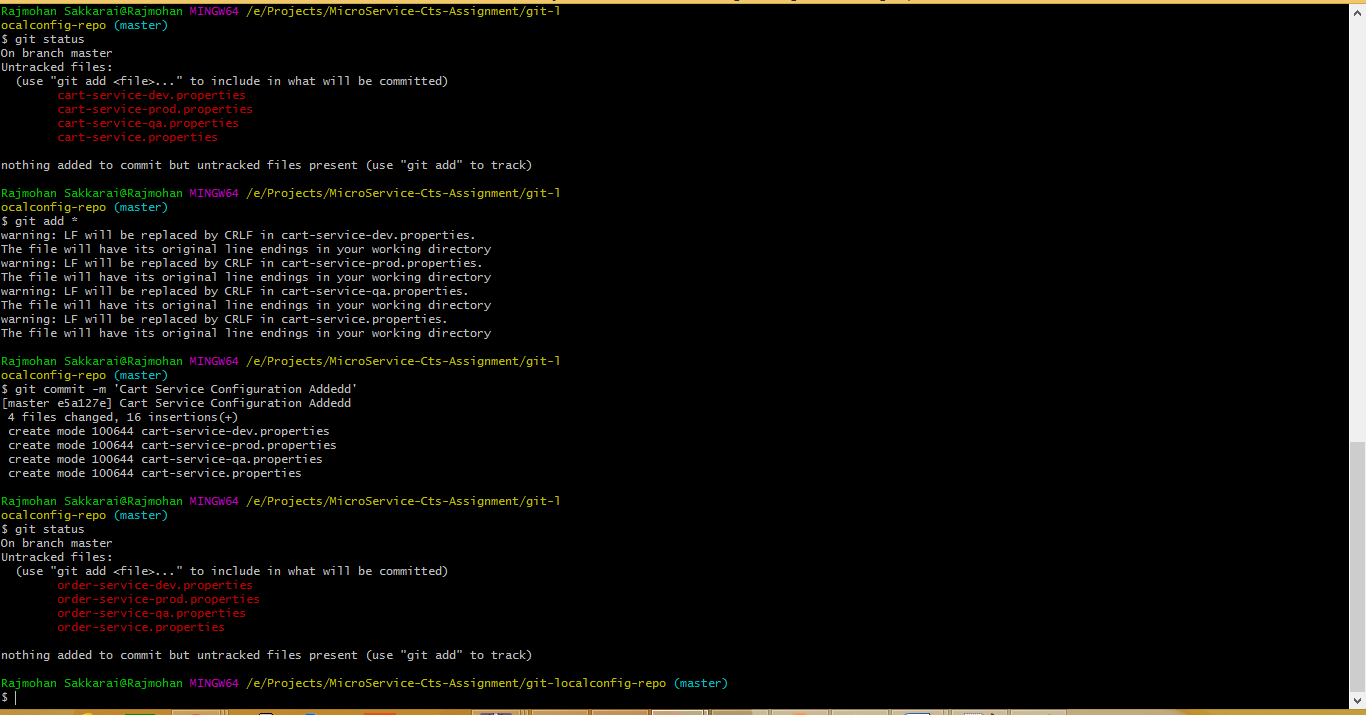 Rajmohan Sakkarai@Rajmohan MINGW64 /e/Projects/MicroService-Cts-Assignment/git-l
ocalconfig-repo (master)
$ git status
On branch master
Untracked files:
  (use "git add <file>..." to include in what will be committed)
        cart-service-dev.properties
        cart-service-prod.properties
        cart-service-qa.properties
        cart-service.properties

nothing added to commit but untracked files present (use "git add" to track)

Rajmohan Sakkarai@Rajmohan MINGW64 /e/Projects/MicroService-Cts-Assignment/git-l
ocalconfig-repo (master)
$ git add *
warning: LF will be replaced by CRLF in cart-service-dev.properties.
The file will have its original line endings in your working directory
warning: LF will be replaced by CRLF in cart-service-prod.properties.
The file will have its original line endings in your working directory
warning: LF will be replaced by CRLF in cart-service-qa.properties.
The file will have its original line endings in your working directory
warning: LF will be replaced by CRLF in cart-service.properties.
The file will have its original line endings in your working directory

Rajmohan Sakkarai@Rajmohan MINGW64 /e/Projects/MicroService-Cts-Assignment/git-l
ocalconfig-repo (master)
$ git commit -m 'Cart Service Configuration Addedd'
[master e5a127e] Cart Service Configuration Addedd
 4 files changed, 16 insertions(+)
 create mode 100644 cart-service-dev.properties
 create mode 100644 cart-service-prod.properties
 create mode 100644 cart-service-qa.properties
 create mode 100644 cart-service.properties

Rajmohan Sakkarai@Rajmohan MINGW64 /e/Projects/MicroService-Cts-Assignment/git-l
ocalconfig-repo (master)
$ git status
On branch master
Untracked files:
  (use "git add <file>..." to include in what will be committed)
        order-service-dev.properties
        order-service-prod.properties
        order-service-qa.properties
        order-service.properties

nothing added to commit but untracked files present (use "git add" to track)

Rajmohan Sakkarai@Rajmohan MINGW64 /e/Projects/MicroService-Cts-Assignment/git-localconfig-repo (master)
$